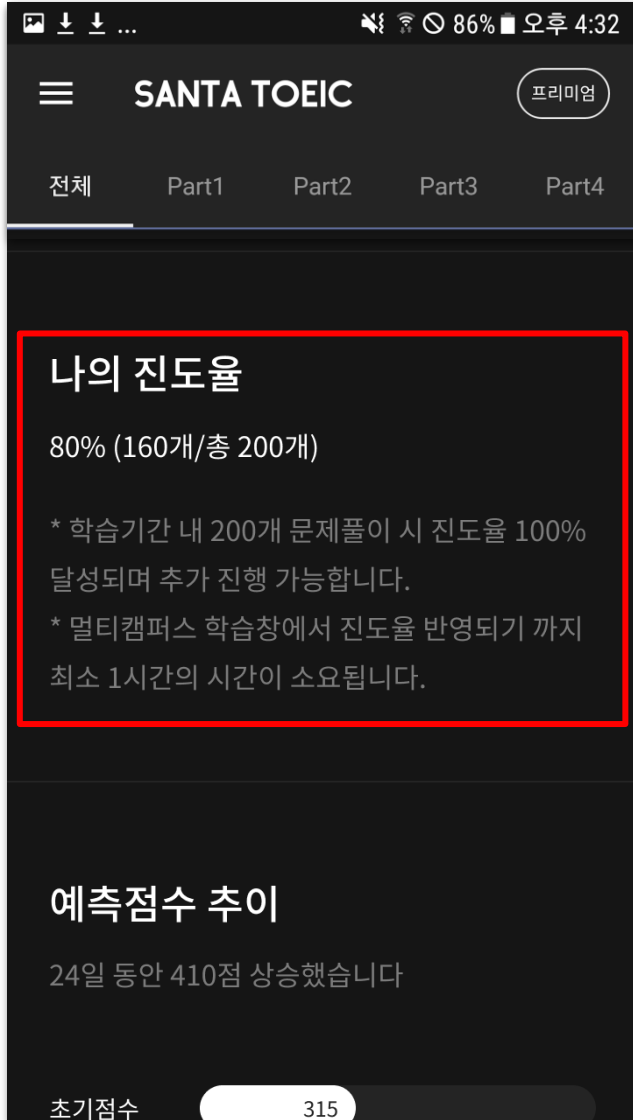 ... 86% 오후 4:32
SANTA TOEIC 프리미엄
전체 Part1 Part2 Part3 Part4
나의 진도율
80% (160개/총 200개)
* 학습기간 내 200개 문제풀이 시 진도율 100%
달성되며 추가 진행 가능합니다.
* 멀티캠퍼스 학습창에서 진도율 반영되기 까지
최소 1시간의 시간이 소요됩니다.
예측점수 추이
24일 동안 410점 상승했습니다
초기점수 315